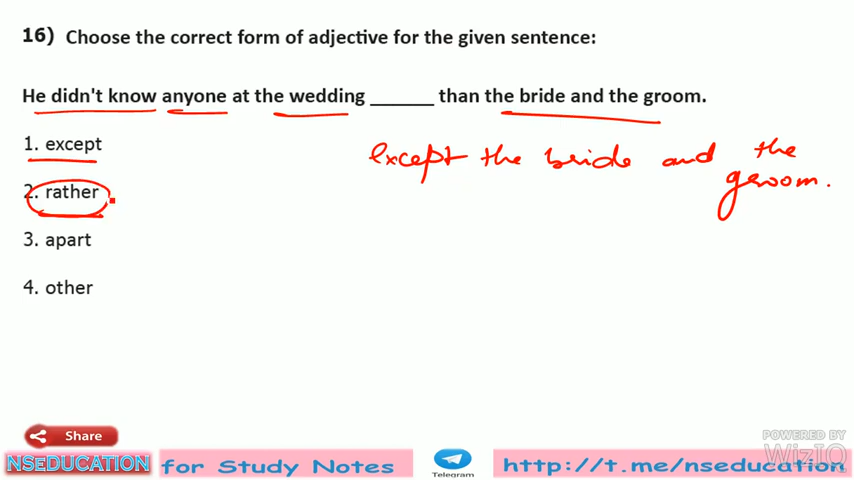 16) Choose the correct form of adjective for the given sentence:
He didn't know anyone at the wedding ______ than the bride and the groom.
1. except
except the bride and the
groom.
2. rather
3. apart
4. other
Share
NSEDUCATION for Study Notes Telegram http://t.me/nseducation
POWERED BY
WizIQ